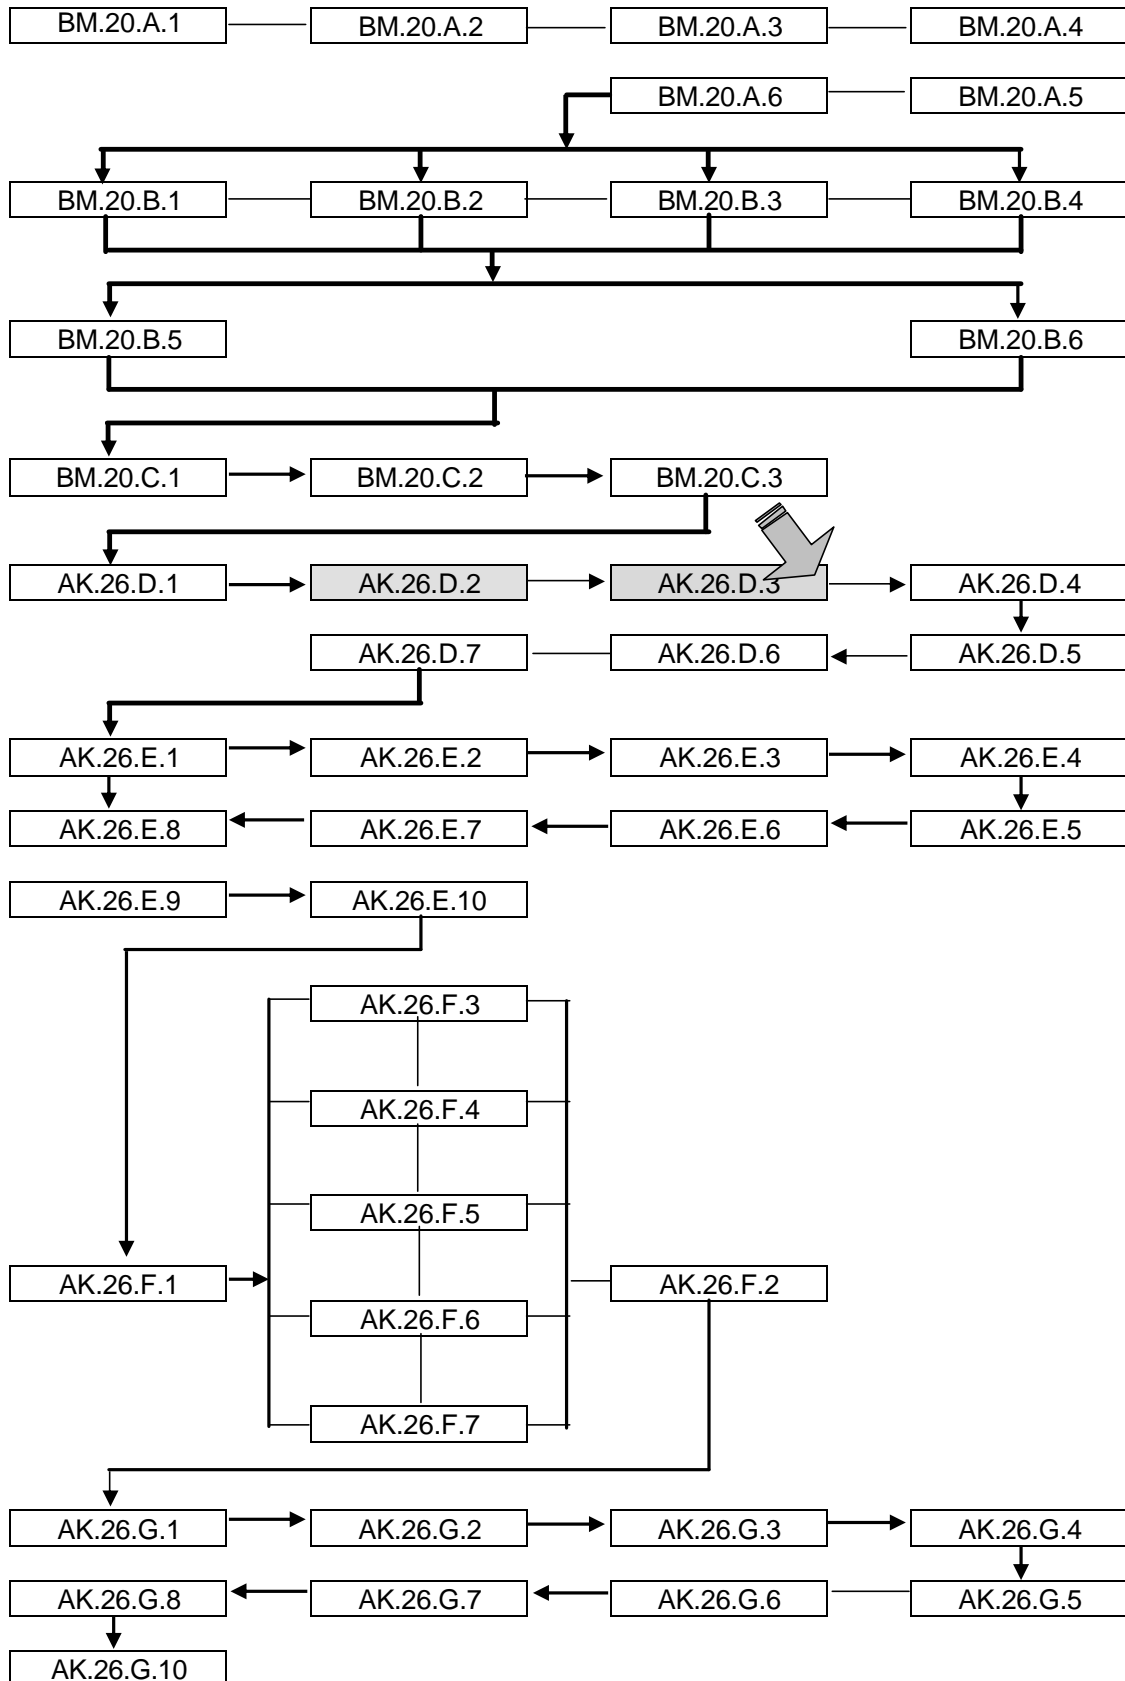 BM.20.A.1 BM.20.A.2 BM.20.A.3 BM.20.A.4
BM.20.A.6 BM.20.A.5
BM.20.B.1 BM.20.B.2 BM.20.B.3 BM.20.B.4
BM.20.B.5 BM.20.B.6
BM.20.C.1 BM.20.C.2 BM.20.C.3
AK.26.D.1 AK.26.D.2 AK.26.D.3 AK.26.D.4
AK.26.D.7 AK.26.D.6 AK.26.D.5
AK.26.E.1 AK.26.E.2 AK.26.E.3 AK.26.E.4
AK.26.E.8 AK.26.E.7 AK.26.E.6 AK.26.E.5
AK.26.E.9 AK.26.E.10
AK.26.F.3
AK.26.F.4
AK.26.F.5
AK.26.F.1 AK.26.F.2
AK.26.F.6
AK.26.F.7
AK.26.G.1 AK.26.G.2 AK.26.G.3 AK.26.G.4
AK.26.G.8 AK.26.G.7 AK.26.G.6 AK.26.G.5
AK.26.G.10